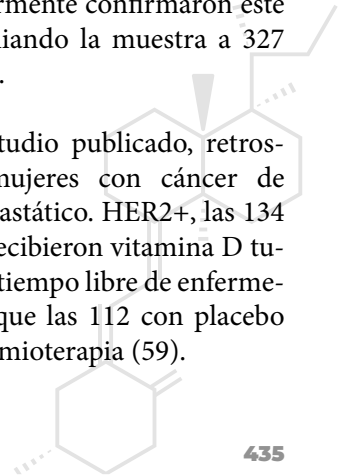 rmente confirmaron este
iando la muestra a 327
.
tudio publicado, retros-
mujeres con cáncer de
astático. HER2+, las 134
ecibieron vitamina D tu-
tiempo libre de enferme-
que las 112 con placebo
mioterapia (59).
435